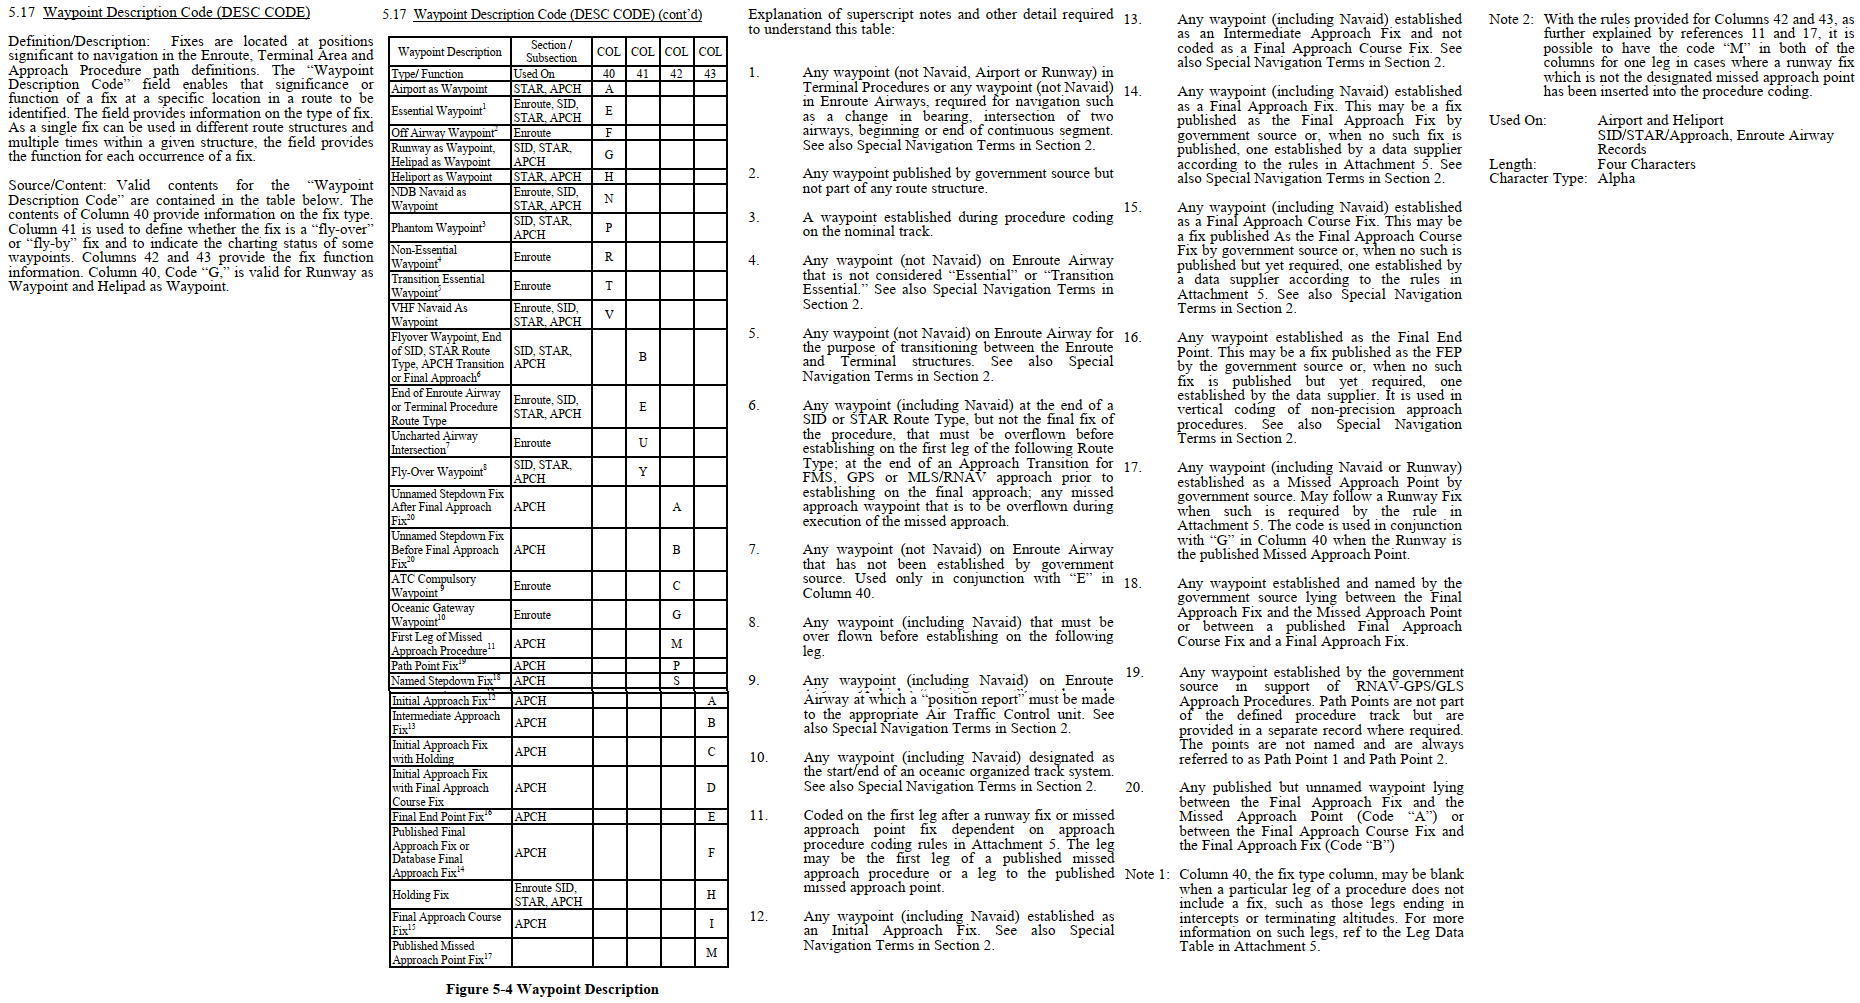 5.17 Waypoint Description Code (DESC CODE)
Definition/Description: Fixes are located at positions
significant to navigation in the Enroute, Terminal Area and
Approach Procedure path definitions. The “Waypoint
Description Code” field enables that significance or
function of a fix at a specific location in a route to be
identified. The field provides information on the type of fix.
As a single fix can be used in different route structures and
multiple times within a given structure, the field provides
the function for each occurrence of a fix.
Source/Content: Valid contents for the “Waypoint
Description Code” are contained in the table below. The
contents of Column 40 provide information on the fix type.
Column 41 is used to define whether the fix is a “fly-over”
or “fly-by” fix and to indicate the charting status of some
waypoints. Columns 42 and 43 provide the fix function
information. Column 40, Code “G,” is valid for Runway as
Waypoint and Helipad as Waypoint.
5.17 Waypoint Description Code (DESC CODE) (cont’d)
Waypoint Description Section / Subsection COL COL COL COL
Type/ Function Used On 40 41 42 43
Airport as Waypoint STAR, APCH A
Essential Waypoint1 Enroute, SID, STAR, APCH E
Off Airway Waypoint2 Enroute F
Runway as Waypoint, Helipad as Waypoint SID, STAR, APCH G
Heliport as Waypoint STAR, APCH H
NDB Navaid as Waypoint Enroute, SID, STAR, APCH N
Phantom Waypoint3 SID, STAR, APCH P
Non-Essential Waypoint4 Enroute R
Transition Essential Waypoint5 Enroute T
VHF Navaid As Waypoint Enroute, SID, STAR, APCH V
Flyover Waypoint, End of SID, STAR Route Type, APCH Transition or Final Approach6 SID, STAR, APCH B
End of Enroute Airway or Terminal Procedure Route Type Enroute, SID, STAR, APCH E
Uncharted Airway Intersection7 Enroute U
Fly-Over Waypoint8 SID, STAR, APCH Y
Unnamed Stepdown Fix After Final Approach Fix20 APCH A
Unnamed Stepdown Fix Before Final Approach Fix20 APCH B
ATC Compulsory Waypoint 9 Enroute C
Oceanic Gateway Waypoint10 Enroute G
First Leg of Missed Approach Procedure11 APCH M
Path Point Fix19 APCH P
Named Stepdown Fix18 APCH S
Initial Approach Fix12 APCH A
Intermediate Approach Fix13 APCH B
Initial Approach Fix with Holding APCH C
Initial Approach Fix with Final Approach Course Fix APCH D
Final End Point Fix16 APCH E
Published Final Approach Fix or Database Final Approach Fix14 APCH F
Holding Fix Enroute SID, STAR, APCH H
Final Approach Course Fix15 APCH I
Published Missed Approach Point Fix17 M
Figure 5-4 Waypoint Description
Explanation of superscript notes and other detail required
to understand this table:
1. Any waypoint (not Navaid, Airport or Runway) in
Terminal Procedures or any waypoint (not Navaid)
in Enroute Airways, required for navigation such
as a change in bearing, intersection of two
airways, beginning or end of continuous segment.
See also Special Navigation Terms in Section 2.
2. Any waypoint published by government source but
not part of any route structure.
3. A waypoint established during procedure coding
on the nominal track.
4. Any waypoint (not Navaid) on Enroute Airway
that is not considered “Essential” or “Transition
Essential.” See also Special Navigation Terms in
Section 2.
5. Any waypoint (not Navaid) on Enroute Airway for
the purpose of transitioning between the Enroute
and Terminal structures. See also Special
Navigation Terms in Section 2.
6. Any waypoint (including Navaid) at the end of a
SID or STAR Route Type, but not the final fix of
the procedure, that must be overflown before
establishing on the first leg of the following Route
Type; at the end of an Approach Transition for
FMS, GPS or MLS/RNAV approach prior to
establishing on the final approach; any missed
approach waypoint that is to be overflown during
execution of the missed approach.
7. Any waypoint (not Navaid) on Enroute Airway
that has not been established by government
source. Used only in conjunction with “E” in
Column 40.
8. Any waypoint (including Navaid) that must be
over flown before establishing on the following
leg.
9. Any waypoint (including Navaid) on Enroute
Airway at which a “position report” must be made
to the appropriate Air Traffic Control unit. See
also Special Navigation Terms in Section 2.
10. Any waypoint (including Navaid) designated as
the start/end of an oceanic organized track system.
See also Special Navigation Terms in Section 2.
11. Coded on the first leg after a runway fix or missed
approach point fix dependent on approach
procedure coding rules in Attachment 5. The leg
may be the first leg of a published missed
approach procedure or a leg to the published
missed approach point.
12. Any waypoint (including Navaid) established as
an Initial Approach Fix. See also Special
Navigation Terms in Section 2.
13. Any waypoint (including Navaid) established
as an Intermediate Approach Fix and not
coded as a Final Approach Course Fix. See
also Special Navigation Terms in Section 2.
14. Any waypoint (including Navaid) established
as a Final Approach Fix. This may be a fix
published as the Final Approach Fix by
government source or, when no such fix is
published, one established by a data supplier
according to the rules in Attachment 5. See
also Special Navigation Terms in Section 2.
15. Any waypoint (including Navaid) established
as a Final Approach Course Fix. This may be
a fix published As the Final Approach Course
Fix by government source or, when no such is
published but yet required, one established by
a data supplier according to the rules in
Attachment 5. See also Special Navigation
Terms in Section 2.
16. Any waypoint established as the Final End
Point. This may be a fix published as the FEP
by the government source or, when no such
fix is published but yet required, one
established by the data supplier. It is used in
vertical coding of non-precision approach
procedures. See also Special Navigation
Terms in Section 2.
17. Any waypoint (including Navaid or Runway)
established as a Missed Approach Point by
government source. May follow a Runway Fix
when such is required by the rule in
Attachment 5. The code is used in conjunction
with “G” in Column 40 when the Runway is
the published Missed Approach Point.
18. Any waypoint established and named by the
government source lying between the Final
Approach Fix and the Missed Approach Point
or between a published Final Approach
Course Fix and a Final Approach Fix.
19. Any waypoint established by the government
source in support of RNAV-GPS/GLS
Approach Procedures. Path Points are not part
of the defined procedure track but are
provided in a separate record where required.
The points are not named and are always
referred to as Path Point 1 and Path Point 2.
20. Any published but unnamed waypoint lying
between the Final Approach Fix and the
Missed Approach Point (Code “A”) or
between the Final Approach Course Fix and
the Final Approach Fix (Code “B”)
Note 1: Column 40, the fix type column, may be blank
when a particular leg of a procedure does not
include a fix, such as those legs ending in
intercepts or terminating altitudes. For more
information on such legs, ref to the Leg Data
Table in Attachment 5.
Note 2: With the rules provided for Columns 42 and 43, as
further explained by references 11 and 17, it is
possible to have the code “M” in both of the
columns for one leg in cases where a runway fix
which is not the designated missed approach point
has been inserted into the procedure coding.
Used On: Airport and Heliport
SID/STAR/Approach, Enroute Airway
Records
Length: Four Characters
Character Type: Alpha